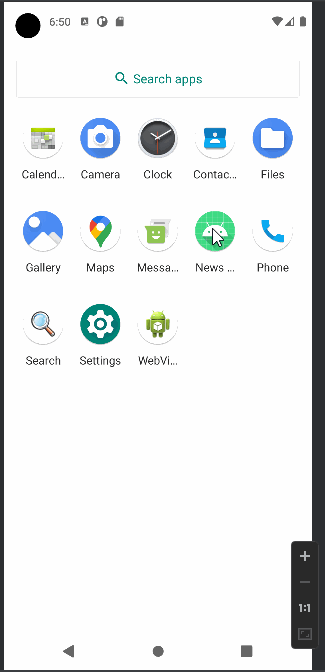 6:50
Search apps
Calend...
Camera
Clock
Contac...
Files
Gallery
Maps
Messa...
News ...
Phone
Search
Settings
WebVi...
1:1